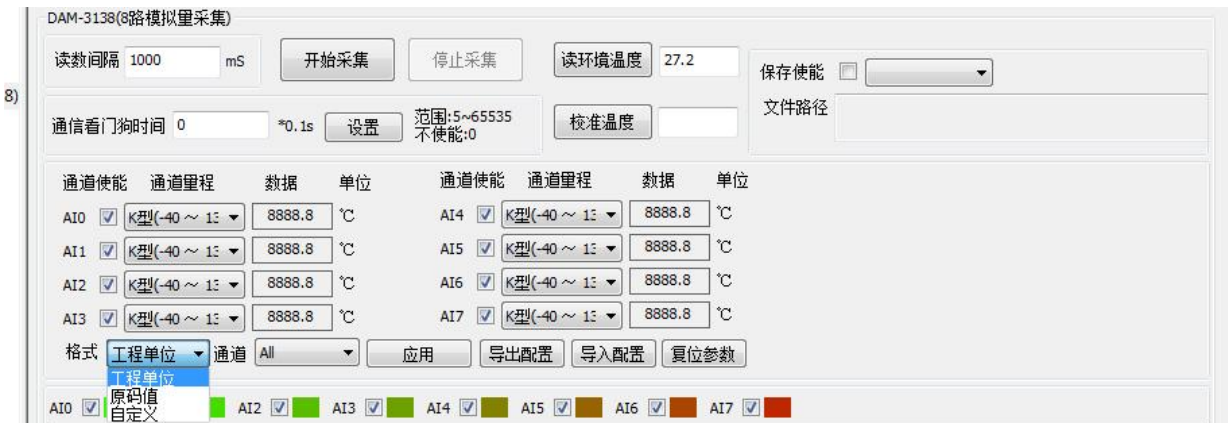 DAM-3138(8路模拟量采集)
读数间隔 1000 mS 开始采集 停止采集 读环境温度 27.2
保存使能
8)
文件路径
通信看门狗时间 0 *0.1s 设置 范围:5~65535 校准温度
不使能:0
通道使能 通道里程 数据 单位 通道使能 通道里程 数据 单位
AI0 K型(-40 ~ 13 8888.8 ℃ AI4 K型(-40 ~ 13 8888.8 ℃
AI1 K型(-40 ~ 13 8888.8 ℃ AI5 K型(-40 ~ 13 8888.8 ℃
AI2 K型(-40 ~ 13 8888.8 ℃ AI6 K型(-40 ~ 13 8888.8 ℃
AI3 K型(-40 ~ 13 8888.8 ℃ AI7 K型(-40 ~ 13 8888.8 ℃
格式 工程单位 通道 All 应用 导出配置 导入配置 复位参数
工程单位
原码值
自定义
AI0 AI2 AI3 AI4 AI5 AI6 AI7